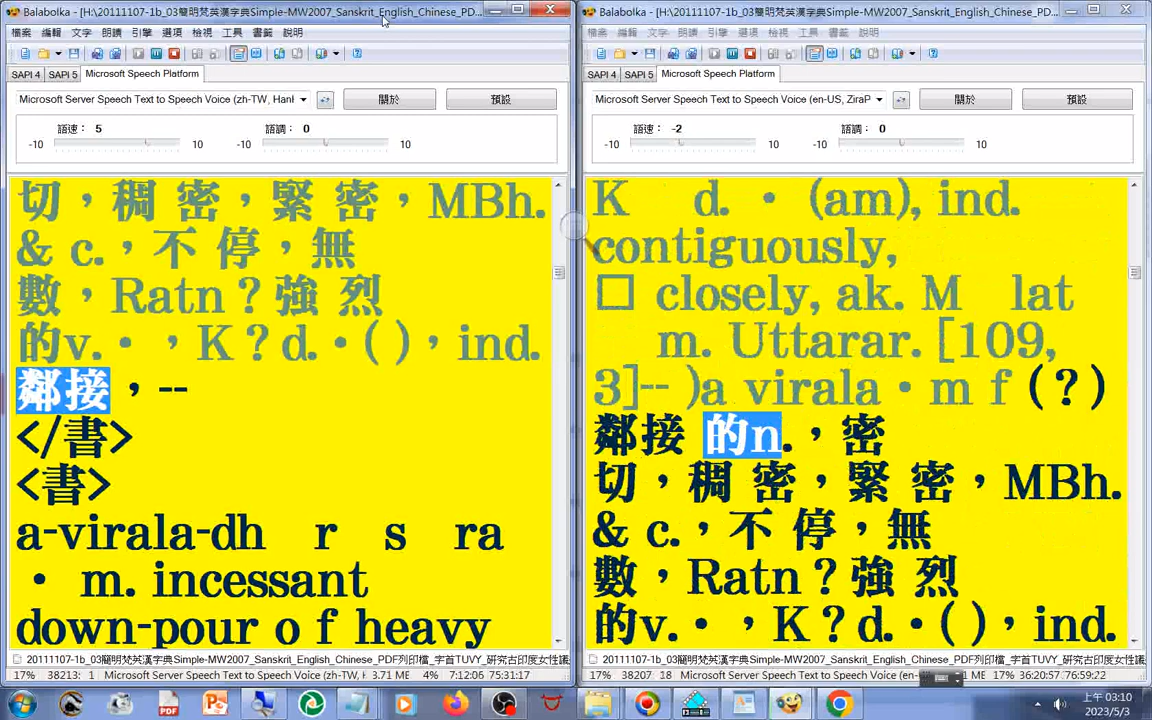 Balabolka - [H:\20111107-1b_03簡明梵英漢字典Simple-MW2007_Sanskrit_English_Chinese_PD...
檔案 編輯 文字 朗讀 引擎 選項 檢視 工具 書籤 說明
SAPI 4 SAPI 5 Microsoft Speech Platform
Microsoft Server Speech Text to Speech Voice (zh-TW, Hanl
關於
預設
語速： 5 語調： 0
-10 10 -10 10
切，稠 密，緊 密，MBh.
& c.，不 停，無
數，Ratn？強 烈
的v.•，K？d.•()，ind.
鄰接，--
</書>
<書>
a-virala-dh r s ra
• m. incessant
down-pour o f heavy
20111107-1b_03簡明梵英漢字典Simple-MW2007_Sanskrit_English_Chinese_PDF列印檔_字首TUVY_研究古印度女性議
17% 38213: 1 Microsoft Server Speech Text to Speech Voice (zh-TW, H 3.71 MB 4% 7:12:06 75:31:17
Balabolka - [H:\20111107-1b_03簡明梵英漢字典Simple-MW2007_Sanskrit_English_Chinese_PD...
檔案 編輯 文字 朗讀 引擎 選項 檢視 工具 書籤 說明
SAPI 4 SAPI 5 Microsoft Speech Platform
Microsoft Server Speech Text to Speech Voice (en-US, ZiraP
關於
預設
語速： -2 語調： 0
-10 10 -10 10
K d. • (am), ind.
contiguously,
□ closely, ak. M lat
m. Uttarar. [109,
3]-- )a virala • m f (？)
鄰接 的n.，密
切，稠 密，緊 密，MBh.
& c.，不 停，無
數，Ratn？強 烈
的v.•，K？d.•()，ind.
20111107-1b_03簡明梵英漢字典Simple-MW2007_Sanskrit_English_Chinese_PDF列印檔_字首TUVY_研究古印度女性議
17% 38207 18 Microsoft Server Speech Text to Speech Voice (en-U 17% 36:20:57 76:59:22
上午 03:10
2023/5/3